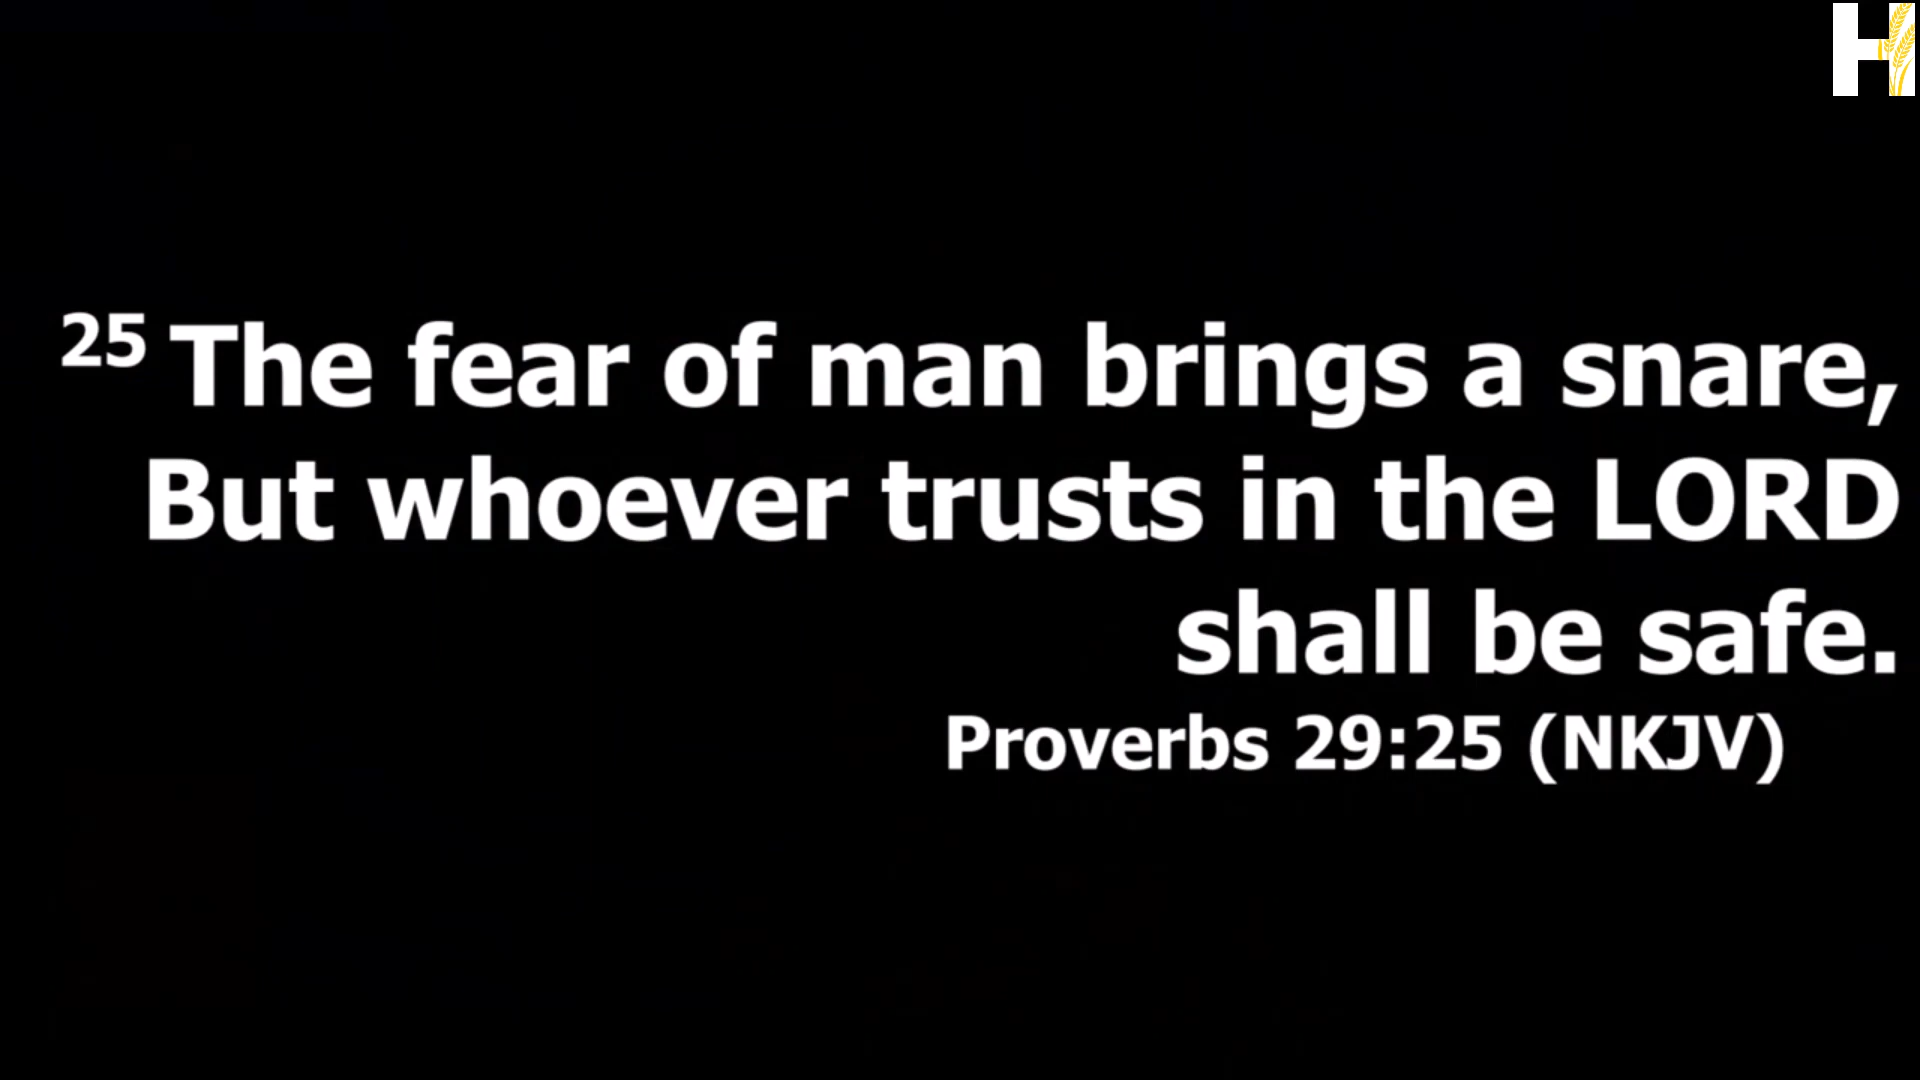 25 The fear of man brings a snare,
But whoever trusts in the LORD
shall be safe.
Proverbs 29:25 (NKJV)
H